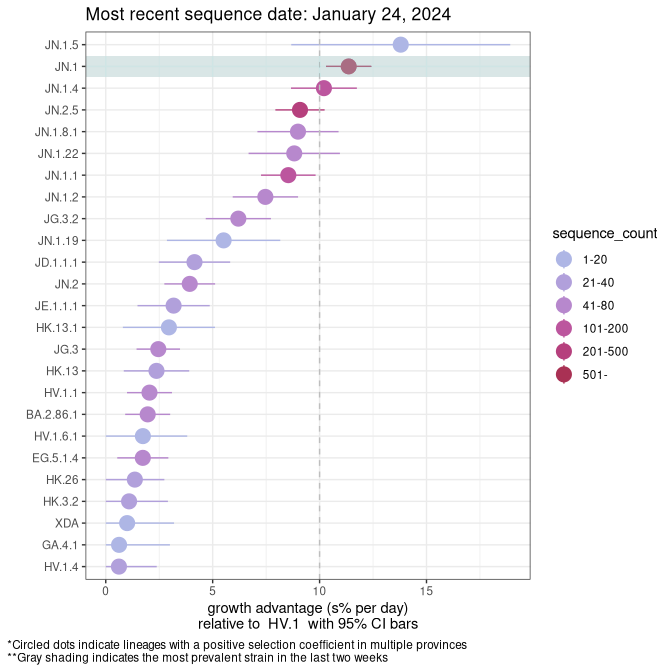 Most recent sequence date: January 24, 2024
JN.1.5
JN.1
JN.1.4
JN.2.5
JN.1.8.1
JN.1.22
JN.1.1
JN.1.2
JG.3.2
JN.1.19
JD.1.1.1
JN.2
JE.1.1.1
HK.13.1
JG.3
HK.13
HV.1.1
BA.2.86.1
HV.1.6.1
EG.5.1.4
HK.26
HK.3.2
XDA
GA.4.1
HV.1.4
0 5 10 15
growth advantage (s% per day)
relative to HV.1 with 95% CI bars
sequence_count
1-20
21-40
41-80
101-200
201-500
501-
*Circled dots indicate lineages with a positive selection coefficient in multiple provinces
**Gray shading indicates the most prevalent strain in the last two weeks